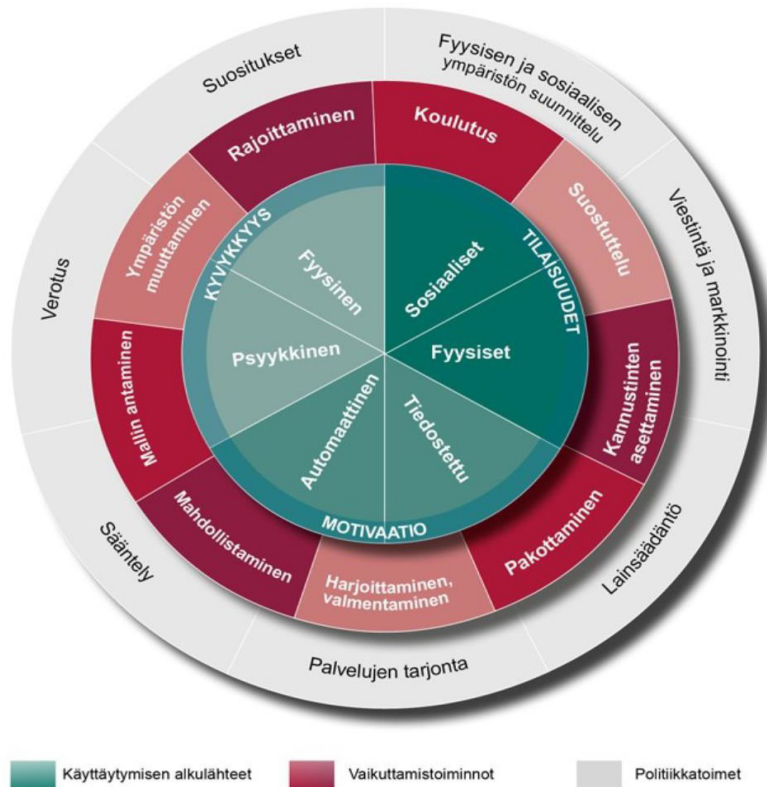 Suositukset
Fyysisen ja sosiaalisen
ympäristön suunnittelu
Viestintä ja markkinointi
Lainsäädäntö
Palvelujen tarjonta
Sääntely
Verotus
Rajoittaminen
Koulutus
Suostuttelu
Kannustinten
asettaminen
Pakottaminen
Harjoittaminen,
valmentaminen
Mahdollistaminen
Mallin antaminen
Ympäristön
muuttaminen
KYVYKKYYS
TILAISUUDET
MOTIVAATIO
Fyysinen
Sosiaaliset
Fyysiset
Tiedostettu
Automaattinen
Psyykkinen
Käyttäytymisen alkulähteet
Vaikuttamistoiminnot
Politiikkatoimet